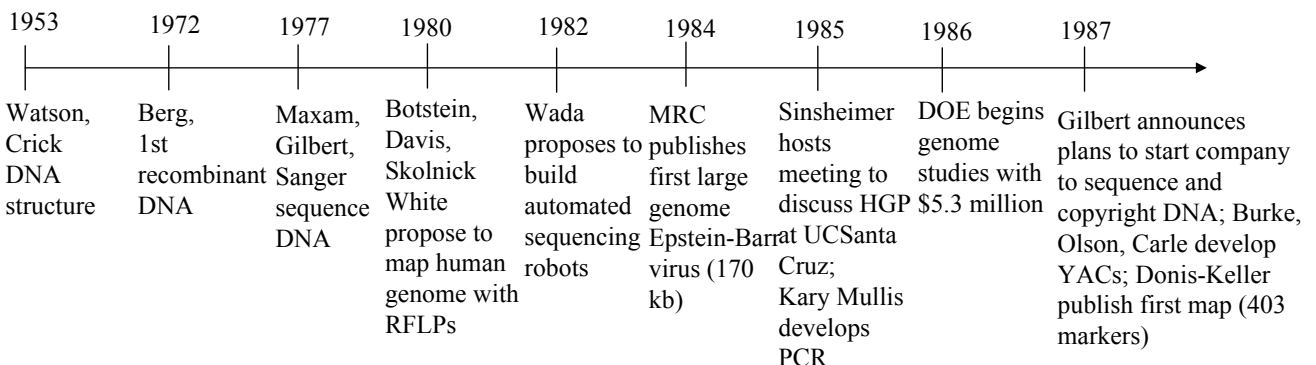 1953
1972
1977
1980
1982
1984
1985
1986
1987
Watson,
Crick
DNA
structure
Berg,
1st
recombinant
DNA
Maxam,
Gilbert,
Sanger
sequence
DNA
Botstein,
Davis,
Skolnick
White
propose to
map human
genome with
RFLPs
Wada
proposes to
build
automated
sequencing
robots
MRC
publishes
first large
genome
Epstein-Barr
virus (170
kb)
Sinsheimer
hosts
meeting to
discuss HGP
at UCSanta
Cruz;
Kary Mullis
develops
PCR
DOE begins
genome
studies with
$5.3 million
Gilbert announces
plans to start company
to sequence and
copyright DNA; Burke,
Olson, Carle develop
YACs; Donis-Keller
publish first map (403
markers)